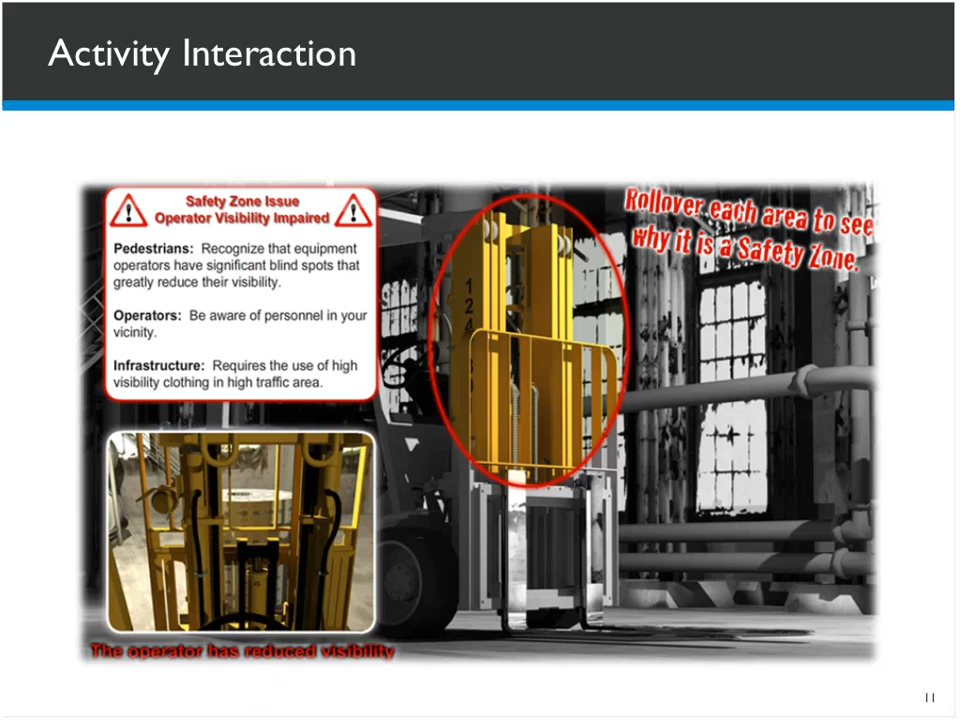 Activity Interaction
Safety Zone Issue
Operator Visibility Impaired
Pedestrians: Recognize that equipment
operators have significant blind spots that
greatly reduce their visibility.
Operators: Be aware of personnel in your
vicinity.
Infrastructure: Requires the use of high
visibility clothing in high traffic area.
Rollover each area to see
why it is a Safety Zone.
The operator has reduced visibility
11